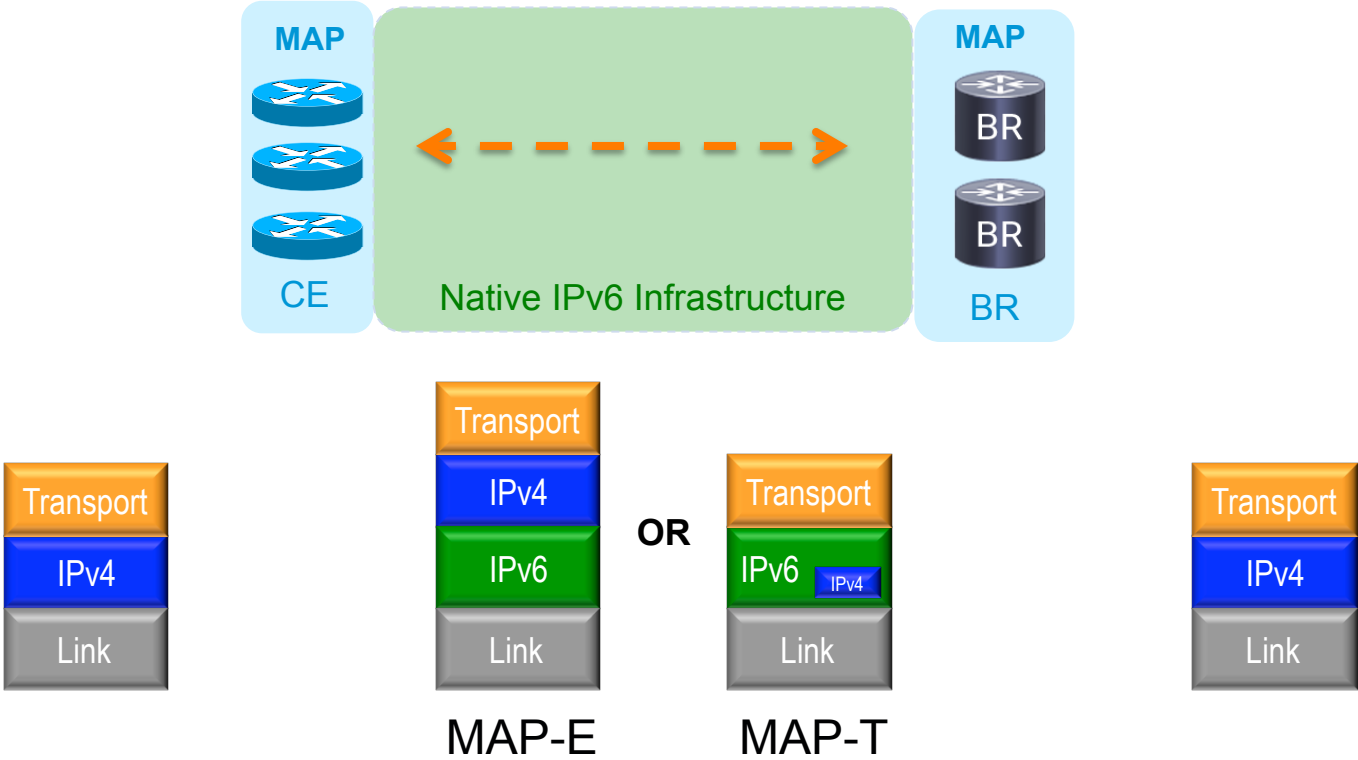 MAP
MAP
BR
BR
CE
Native IPv6 Infrastructure
BR
Transport
IPv4
Link
Transport
IPv4
IPv6
Link
MAP-E
OR
Transport
IPv6
IPv4
Link
MAP-T
Transport
IPv4
Link